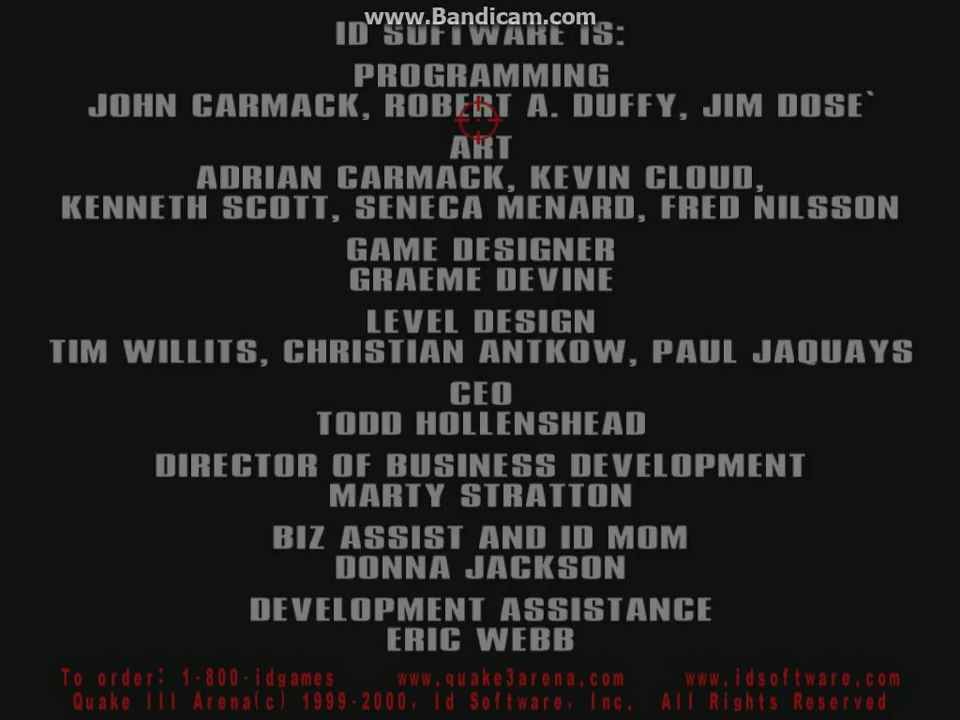 www.Bandicam.com
ID SOFTWARE IS:
PROGRAMMING
JOHN CARMACK, ROBERT A. DUFFY, JIM DOSE`
ART
ADRIAN CARMACK, KEVIN CLOUD,
KENNETH SCOTT, SENECA MENARD, FRED NILSSON
GAME DESIGNER
GRAEME DEVINE
LEVEL DESIGN
TIM WILLITS, CHRISTIAN ANTKOW, PAUL JAQUAYS
CEO
TODD HOLLENSHEAD
DIRECTOR OF BUSINESS DEVELOPMENT
MARTY STRATTON
BIZ ASSIST AND ID MOM
DONNA JACKSON
DEVELOPMENT ASSISTANCE
ERIC WEBB
To order: 1-800-idgames www.quake3arena.com www.idsoftware.com
Quake III Arena(c) 1999-2000, Id Software, Inc. All Rights Reserved